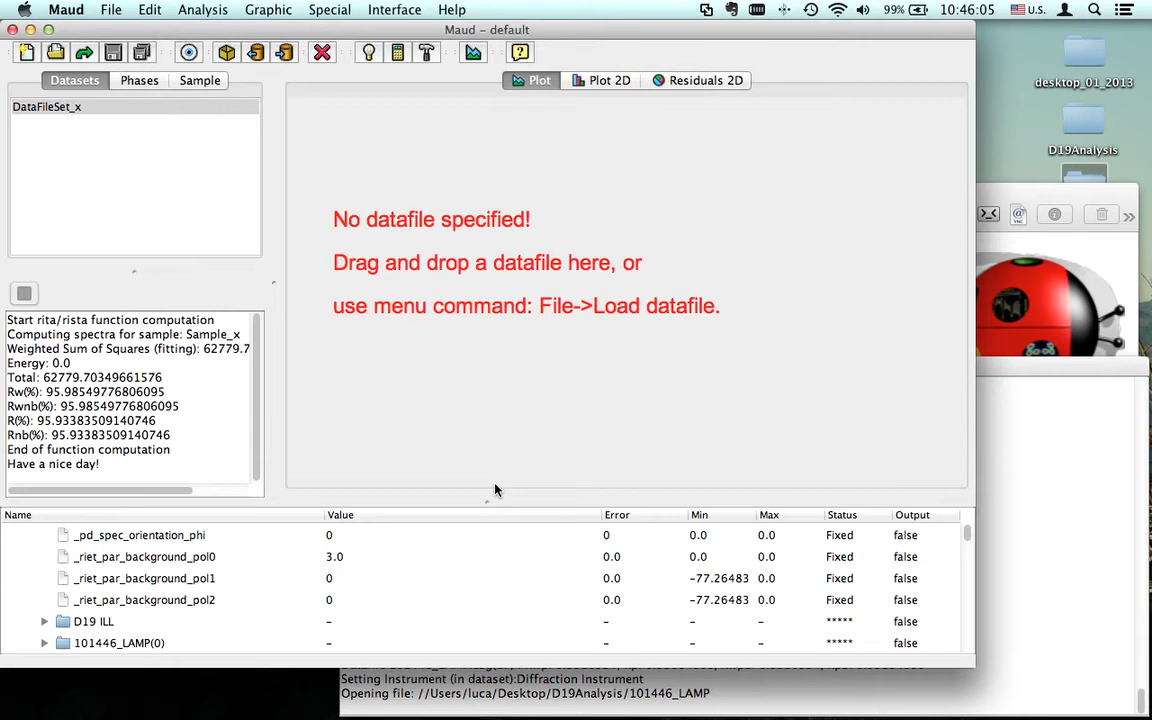 Maud File Edit Analysis Graphic Special Interface Help 99% 10:46:05 U.S.
Maud - default
Datasets Phases Sample
Plot Plot 2D Residuals 2D
desktop_01_2013
D19Analysis
DataFileSet_x
No datafile specified!
Drag and drop a datafile here, or
use menu command: File->Load datafile.
Start rita/rista function computation
Computing spectra for sample: Sample_x
Weighted Sum of Squares (fitting): 62779.7
Energy: 0.0
Total: 62779.70349661576
Rw(%): 95.98549776806095
Rwnb(%): 95.98549776806095
R(%): 95.93383509140746
Rnb(%): 95.93383509140746
End of function computation
Have a nice day!
Name Value Error Min Max Status Output
_pd_spec_orientation_phi 0 0 0.0 0.0 Fixed false
_riet_par_background_pol0 3.0 0.0 0.0 0.0 Fixed false
_riet_par_background_pol1 0 0.0 -77.26483 0.0 Fixed false
_riet_par_background_pol2 0 0.0 -77.26483 0.0 Fixed false
D19 ILL - - - - ***** false
101446_LAMP(0) - - - - ***** false
Setting Instrument (in dataset):Diffraction Instrument
Opening file: //Users/luca/Desktop/D19Analysis/101446_LAMP